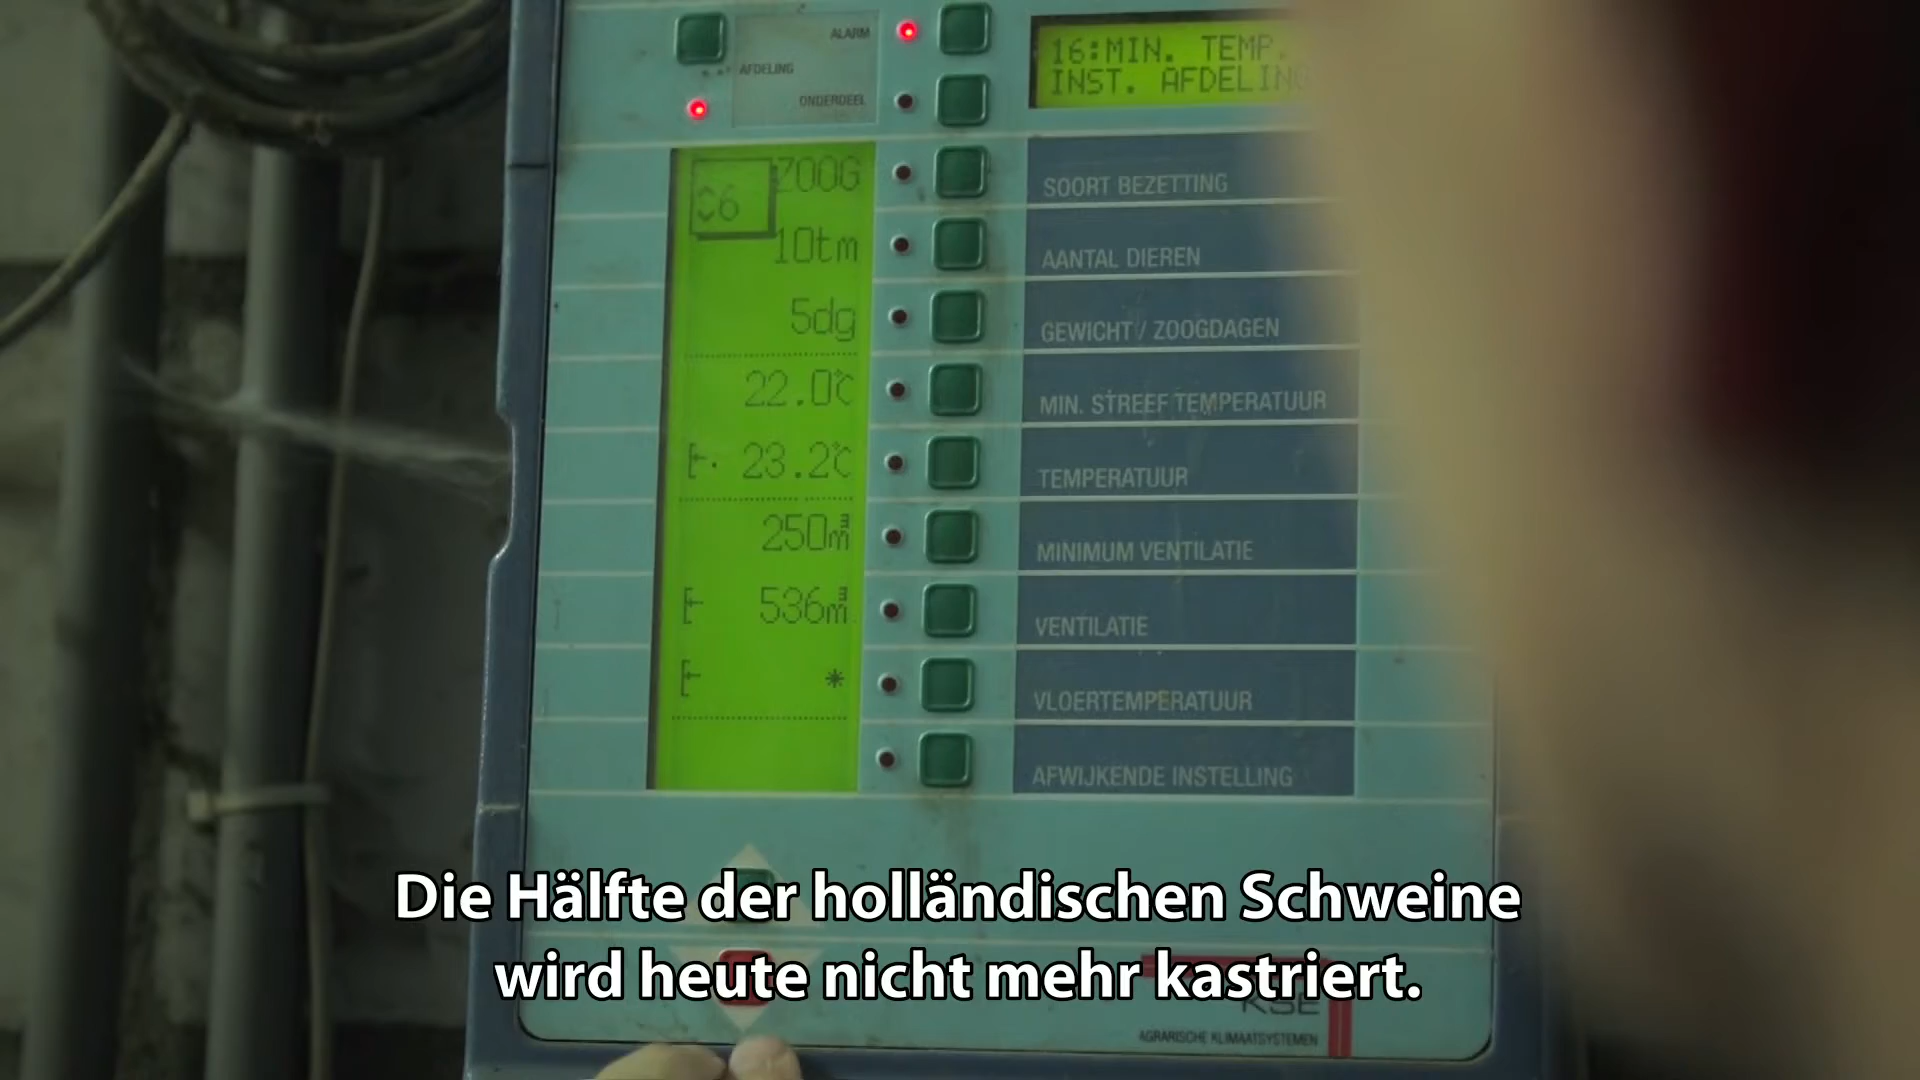 ALARM
AFDELING
ONDERDEEL
16:MIN. TEMP.
INST. AFDELING
6
ZOOG
10tm
5dg
22.0°C
23.2°C
250m³
536m³
*
SOORT BEZETTING
AANTAL DIEREN
GEWICHT / ZOOGDAGEN
MIN. STREEF TEMPERATUUR
TEMPERATUUR
MINIMUM VENTILATIE
VENTILATIE
VLOERTEMPERATUUR
AFWIJKENDE INSTELLING
Die Hälfte der holländischen Schweine
wird heute nicht mehr kastriert.
KSE
AGRARISCHE KLIMAATSYSTEMEN